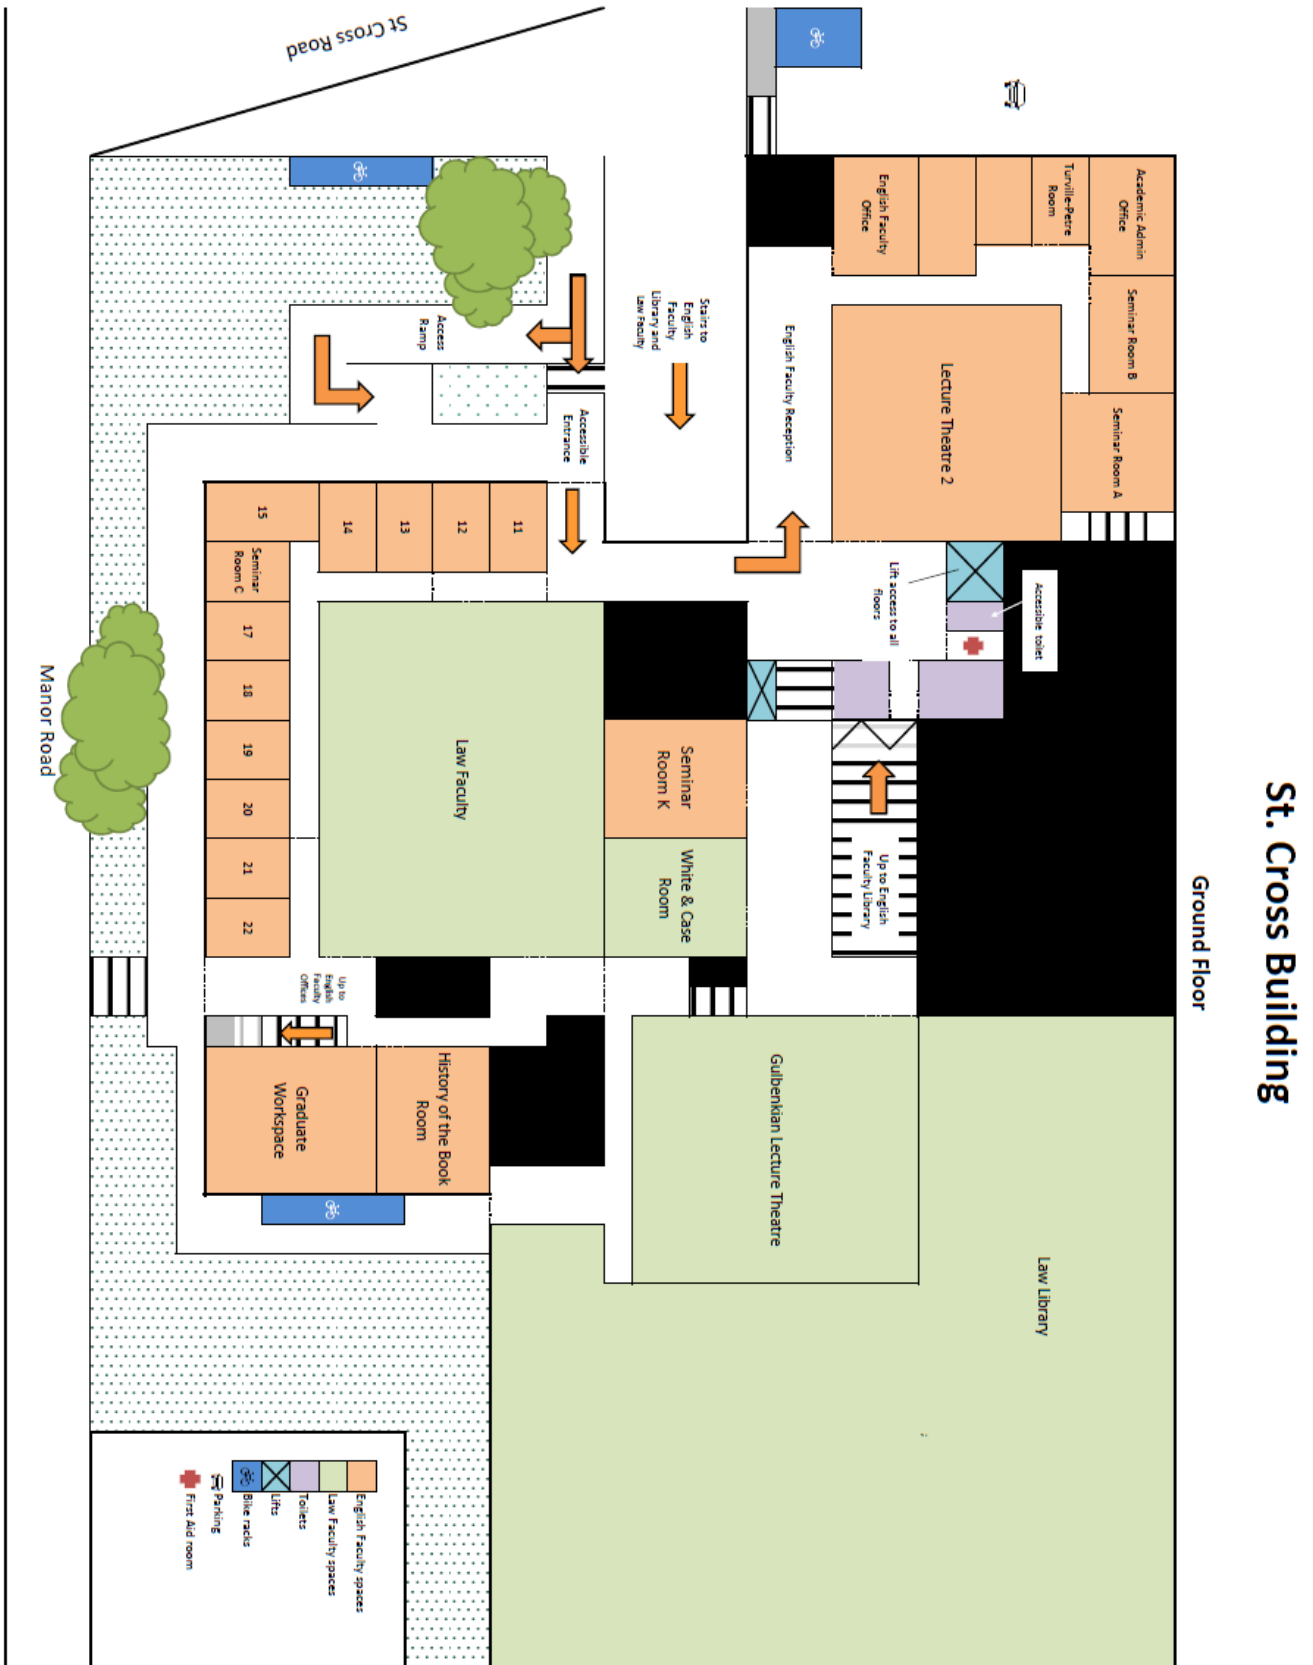 St. Cross Building
Ground Floor
St Cross Road
Academic Admin
Office
Turville-Petre
Room
English Faculty
Office
Seminar Room B
Seminar Room A
Lecture Theatre 2
English Faculty Reception
Stairs to
English
Faculty
Library and
Law Faculty
Access
Ramp
Accessible
Entrance
Accessible toilet
Lift access to all
floors
15
14
13
12
11
Seminar
Room C
17
18
19
20
21
22
Manor Road
Law Faculty
Seminar
Room K
White & Case
Room
Up to English
Faculty Library
Up to
English
Faculty
Offices
Graduate
Workspace
History of the Book
Room
Gulbenkian Lecture Theatre
Law Library
English Faculty spaces
Law Faculty spaces
Toilets
Lifts
Bike racks
Parking
First Aid room